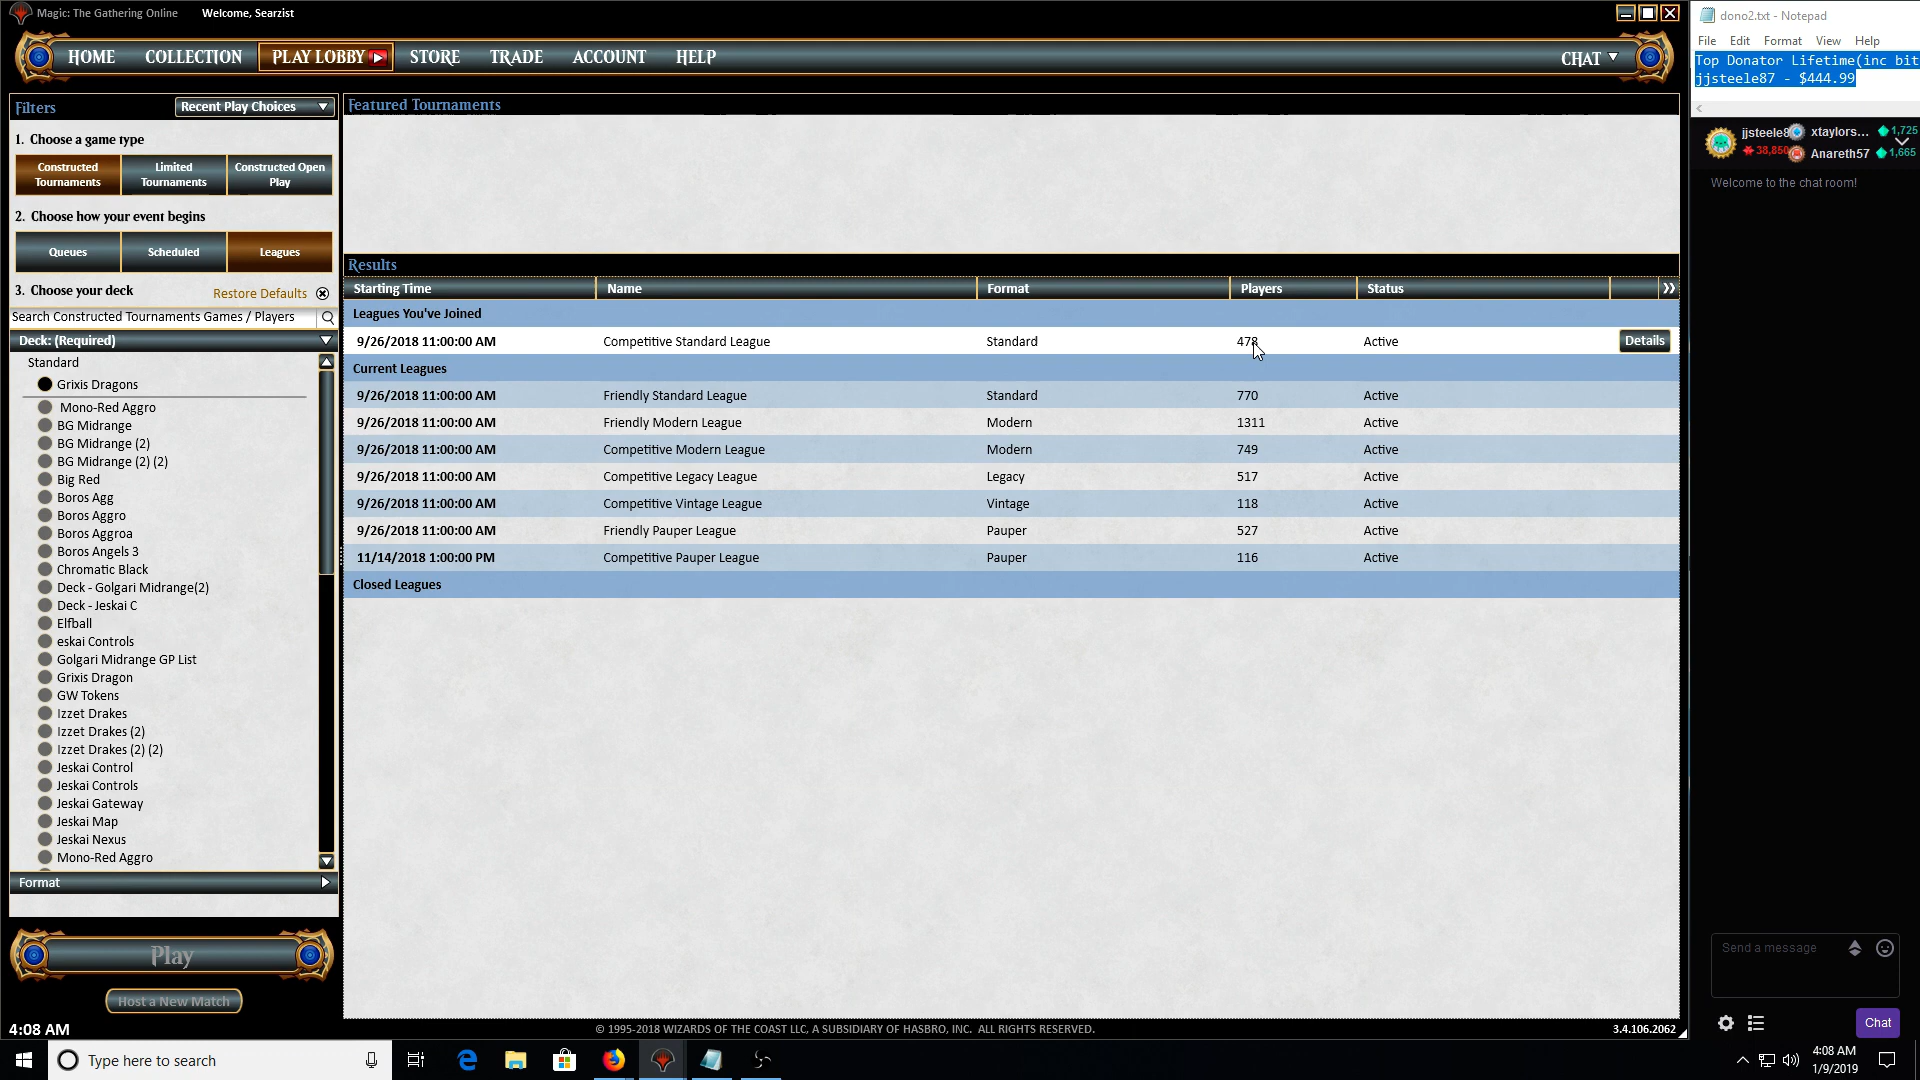 Magic: The Gathering Online Welcome, Searzist
HOME COLLECTION PLAY LOBBY STORE TRADE ACCOUNT HELP CHAT
Filters Recent Play Choices
1. Choose a game type
Constructed Tournaments Limited Tournaments Constructed Open Play
2. Choose how your event begins
Queues Scheduled Leagues
3. Choose your deck Restore Defaults
Search Constructed Tournaments Games / Players
Deck: (Required)
Standard
Grixis Dragons
Mono-Red Aggro
BG Midrange
BG Midrange (2)
BG Midrange (2) (2)
Big Red
Boros Agg
Boros Aggro
Boros Aggroa
Boros Angels 3
Chromatic Black
Deck - Golgari Midrange(2)
Deck - Jeskai C
Elfball
eskai Controls
Golgari Midrange GP List
Grixis Dragon
GW Tokens
Izzet Drakes
Izzet Drakes (2)
Izzet Drakes (2) (2)
Jeskai Control
Jeskai Controls
Jeskai Gateway
Jeskai Map
Jeskai Nexus
Mono-Red Aggro
Format
Play
Host a New Match
4:08 AM
Featured Tournaments
Results
Starting Time Name Format Players Status
Leagues You've Joined
9/26/2018 11:00:00 AM Competitive Standard League Standard 478 Active Details
Current Leagues
9/26/2018 11:00:00 AM Friendly Standard League Standard 770 Active
9/26/2018 11:00:00 AM Friendly Modern League Modern 1311 Active
9/26/2018 11:00:00 AM Competitive Modern League Modern 749 Active
9/26/2018 11:00:00 AM Competitive Legacy League Legacy 517 Active
9/26/2018 11:00:00 AM Competitive Vintage League Vintage 118 Active
9/26/2018 11:00:00 AM Friendly Pauper League Pauper 527 Active
11/14/2018 1:00:00 PM Competitive Pauper League Pauper 116 Active
Closed Leagues
© 1995-2018 WIZARDS OF THE COAST LLC, A SUBSIDIARY OF HASBRO, INC. ALL RIGHTS RESERVED.
3.4.106.2062
dono2.txt - Notepad
File Edit Format View Help
Top Donator Lifetime(inc bit
jjsteele87 - $444.99
jjsteele8 xtaylors... 1,725
38,850 Anareth57 1,665
Welcome to the chat room!
Send a message
Chat
Type here to search
4:08 AM
1/9/2019